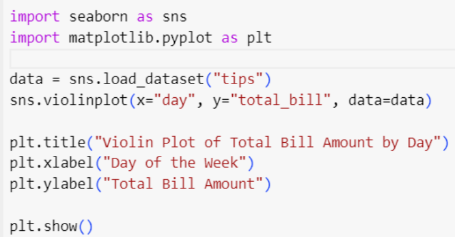 import seaborn as sns
import matplotlib.pyplot as plt
data = sns.load_dataset("tips")
sns.violinplot(x="day", y="total_bill", data=data)
plt.title("Violin Plot of Total Bill Amount by Day")
plt.xlabel("Day of the Week")
plt.ylabel("Total Bill Amount")
plt.show()